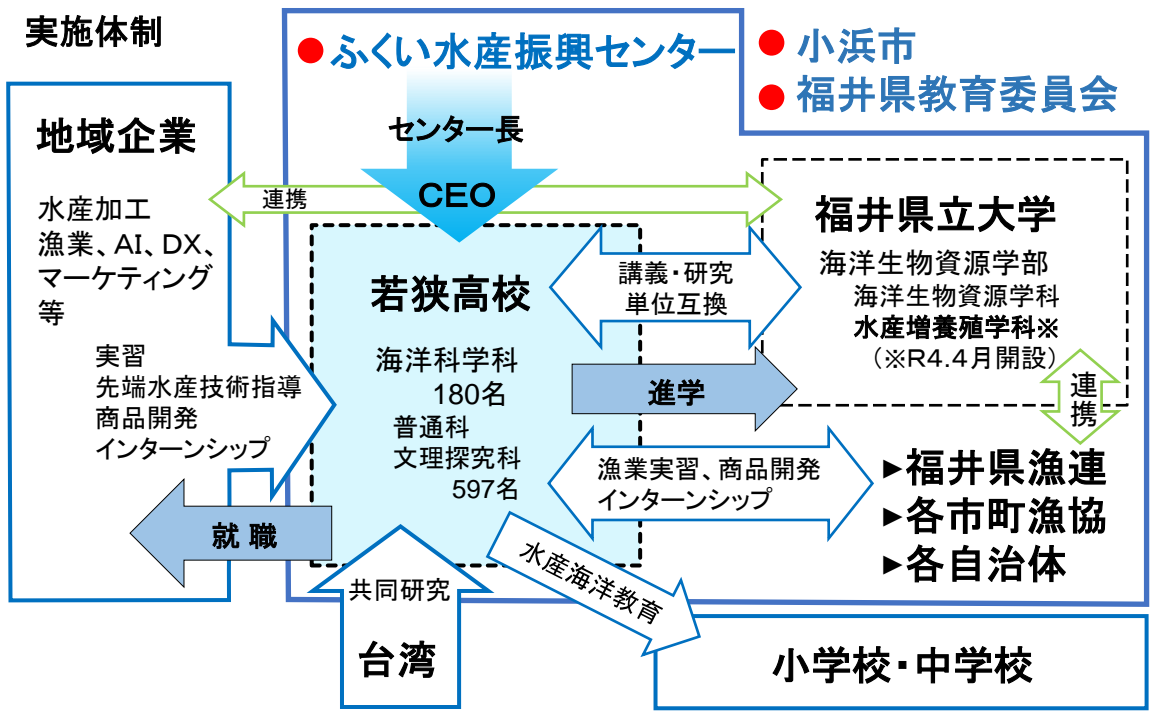 実施体制
● ふくい水産振興センター
● 小浜市
● 福井県教育委員会
センター長
CEO
地域企業
水産加工
漁業、AI、DX、
マーケティング
等
実習
先端水産技術指導
商品開発
インターンシップ
連携
若狭高校
海洋科学科
180名
普通科
文理探究科
597名
講義・研究
単位互換
進学
漁業実習、商品開発
インターンシップ
福井県立大学
海洋生物資源学部
海洋生物資源学科
水産増養殖学科※
（※R4.4月開設）
連携
▸福井県漁連
▸各市町漁協
▸各自治体
就職
共同研究
台湾
水産海洋教育
小学校・中学校